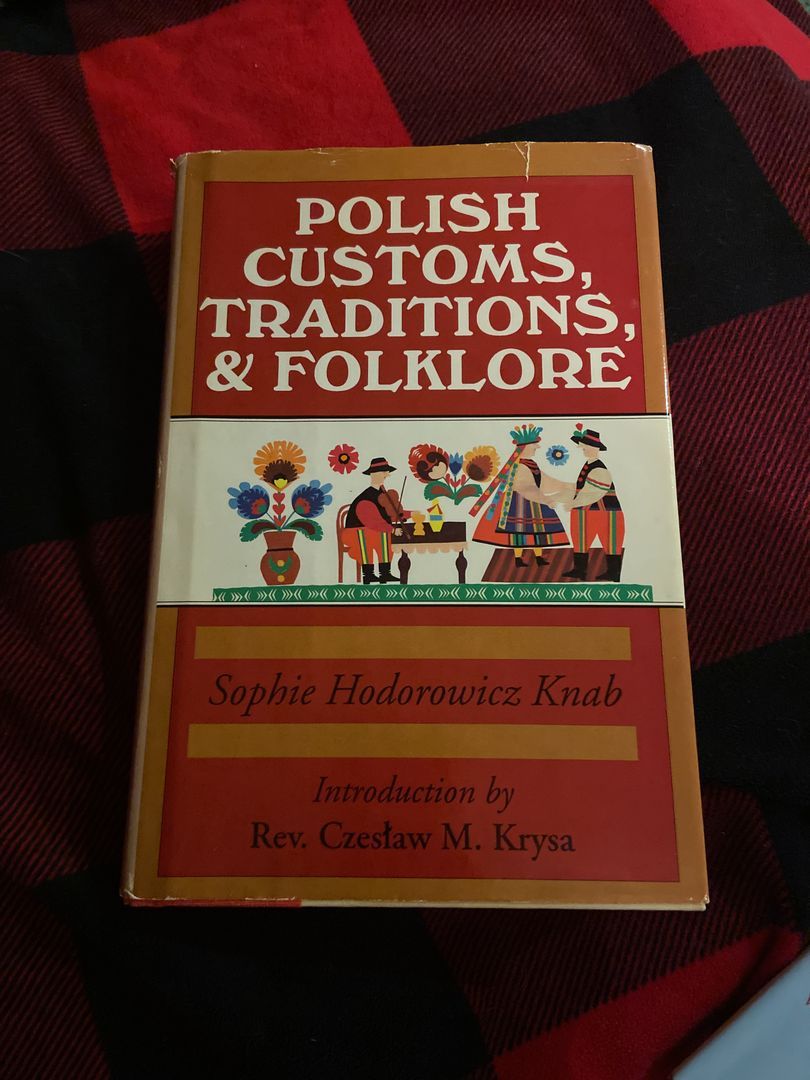 POLISH
CUSTOMS,
TRADITIONS,
& FOLKLORE
Sophie Hodorowicz Knab
Introduction by
Rev. Czesław M. Krysa